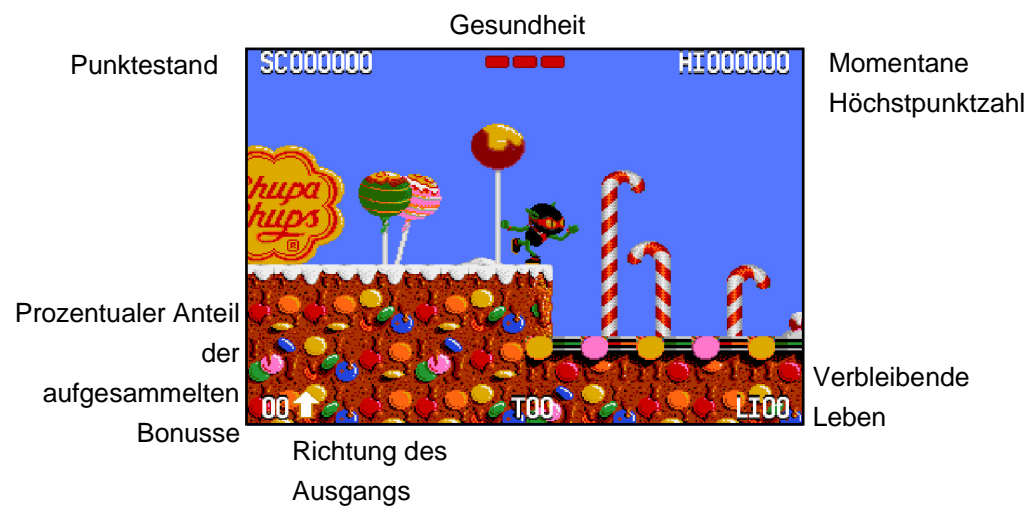 Gesundheit
Punktestand
SC000000
HI000000
Momentane
Höchstpunktzahl
Chupa
Chups
®
Prozentualer Anteil
der
aufgesammelten
Bonusse
00
T00
LI00
Verbleibende
Leben
Richtung des
Ausgangs